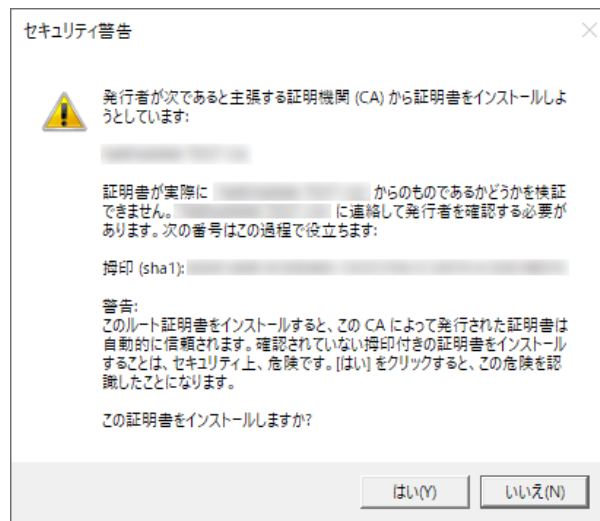 セキュリティ警告
発行者が次であると主張する証明機関 (CA) から証明書をインストールしよ
うとしています:
証明書が実際に からのものであるかどうかを検証
できません。 に連絡して発行者を確認する必要が
あります。次の番号はこの過程で役立ちます:
拇印 (sha1):
警告:
このルート証明書をインストールすると、この CA によって発行された証明書は
自動的に信頼されます。確認されていない拇印付きの証明書をインストール
することは、セキュリティ上、危険です。[はい] をクリックすると、この危険を認
識したことになります。
この証明書をインストールしますか?
はい(Y) いいえ(N)